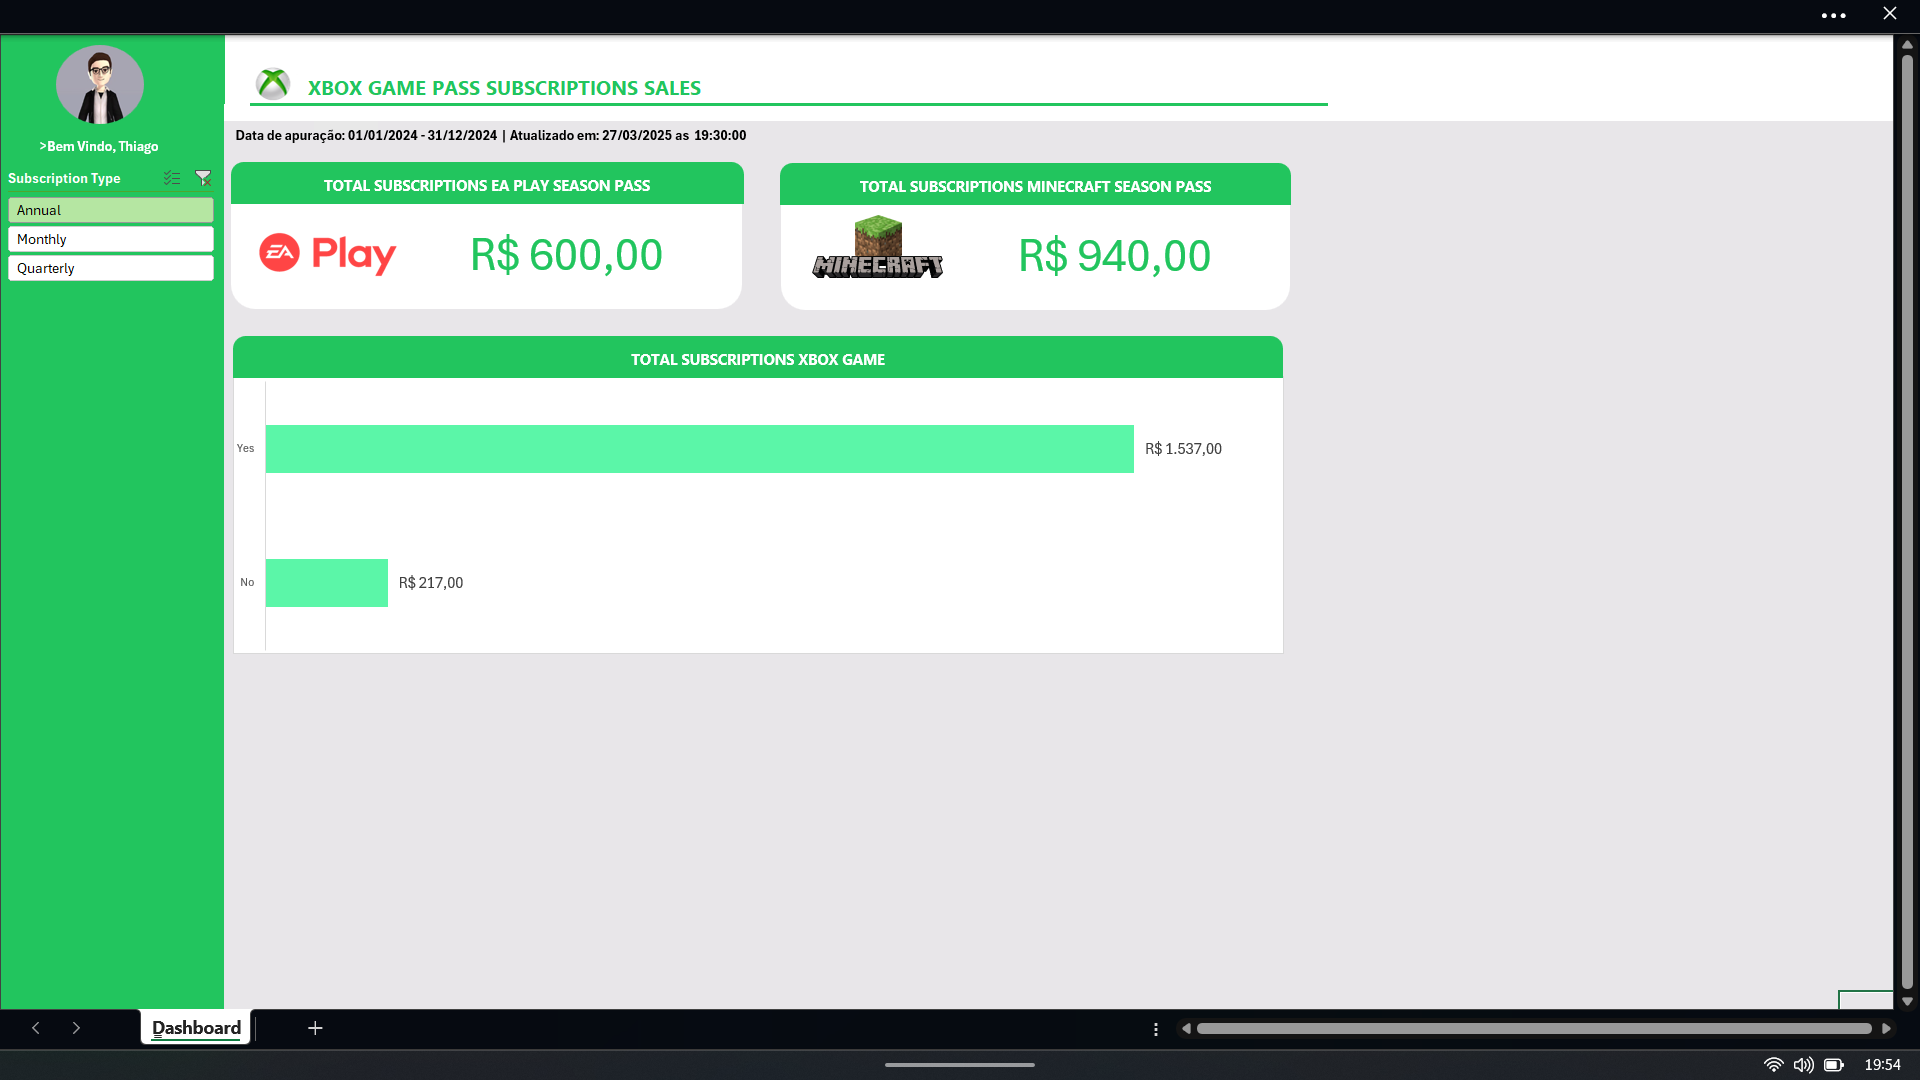 >Bem Vindo, Thiago
Subscription Type
Annual
Monthly
Quarterly
XBOX GAME PASS SUBSCRIPTIONS SALES
Data de apuração: 01/01/2024 - 31/12/2024 | Atualizado em: 27/03/2025 as 19:30:00
TOTAL SUBSCRIPTIONS EA PLAY SEASON PASS
EA Play
R$ 600,00
TOTAL SUBSCRIPTIONS MINECRAFT SEASON PASS
MINECRAFT
R$ 940,00
TOTAL SUBSCRIPTIONS XBOX GAME
Yes
R$ 1.537,00
No
R$ 217,00
Dashboard
19:54